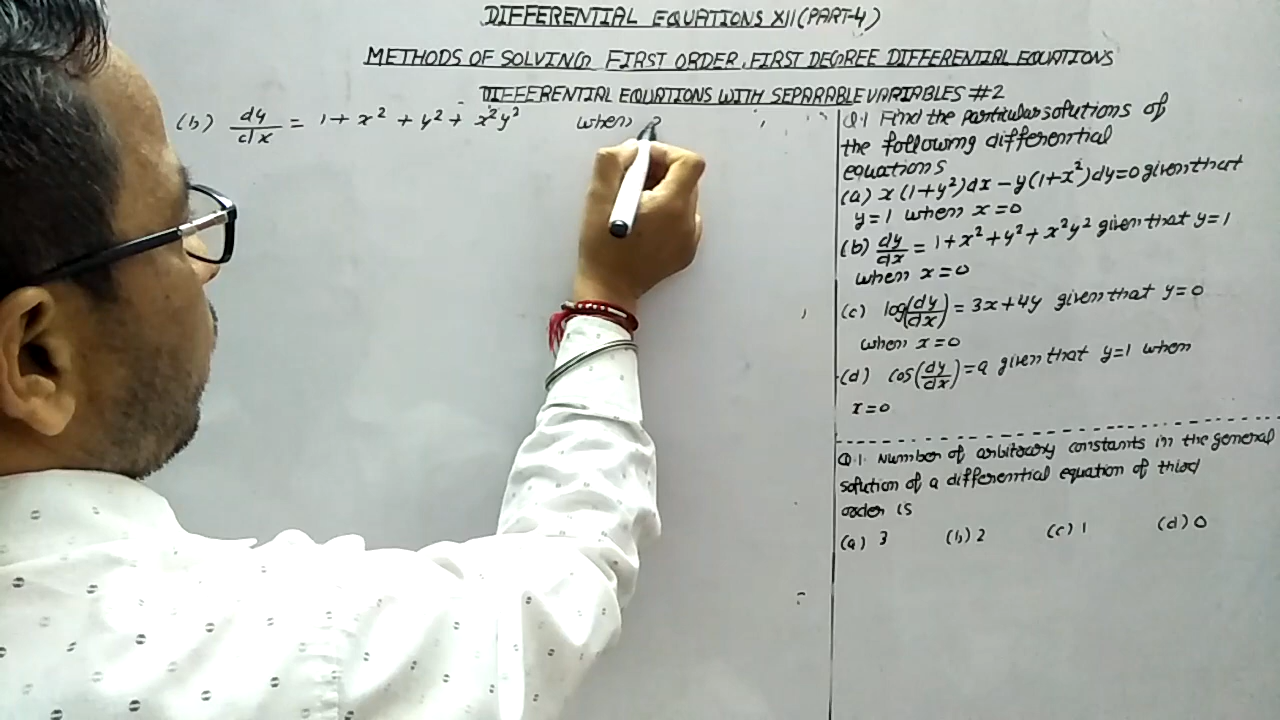 DIFFERENTIAL EQUATIONS XII (PART-4)
METHODS OF SOLVING FIRST ORDER, FIRST DEGREE DIFFERENTIAL EQUATIONS
DIFFERENTIAL EQUATIONS WITH SEPARABLE VARIABLES #2
(b) dy/dx = 1 + x² + y² + x²y² when
Q.1 Find the particular solutions of
the following differential
equations
(a) x(1+y²)dx - y(1+x²)dy=0 given that
y=1 when x=0
(b) dy/dx = 1+x²+y²+x²y² given that y=1
when x=0
(c) log(dy/dx) = 3x+4y given that y=0
when x=0
(d) cos(dy/dx) = a given that y=1 when
x=0
Q.1. Number of arbitrary constants in the general
solution of a differential equation of third
order is
(a) 3 (b) 2 (c) 1 (d) 0